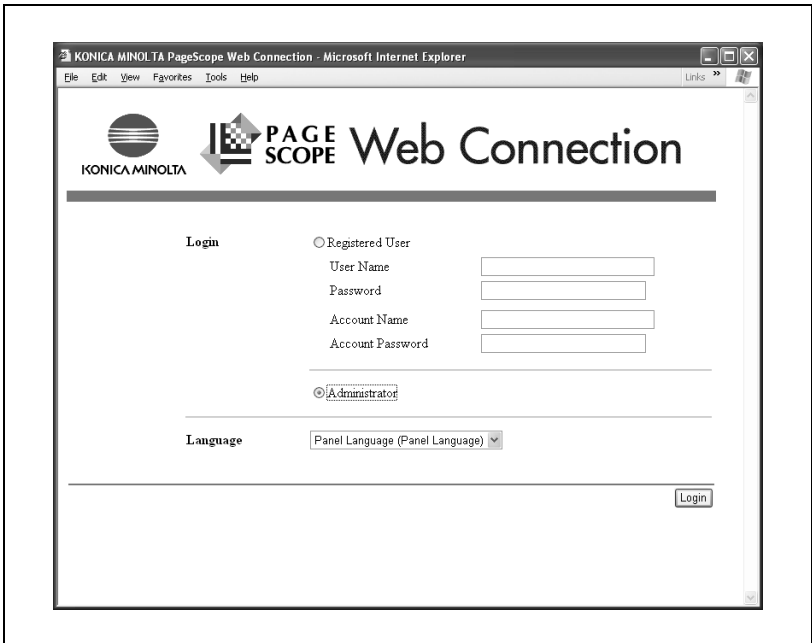 KONICA MINOLTA PageScope Web Connection - Microsoft Internet Explorer
File Edit View Favorites Tools Help Links »
KONICA MINOLTA PAGE SCOPE Web Connection
Login Registered User
User Name
Password
Account Name
Account Password
Administrator
Language Panel Language (Panel Language)
Login